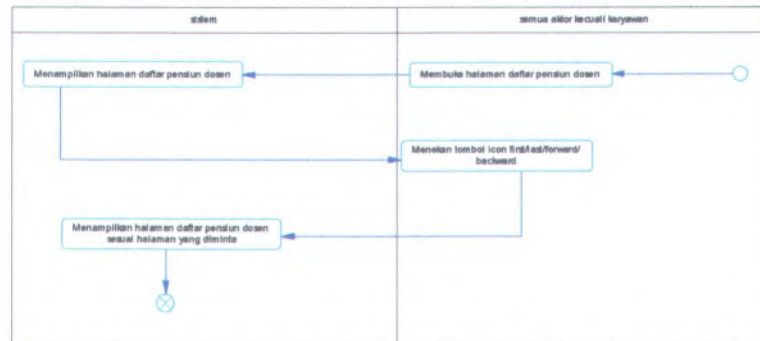 sistem
semua aktor kecuali karyawan
Menampilkan halaman daftar pensiun dosen
Membuka halaman daftar pensiun dosen
Menekan tombol icon first/last/forward/
backward
Menampilkan halaman daftar pensiun dosen
sesuai halaman yang diminta